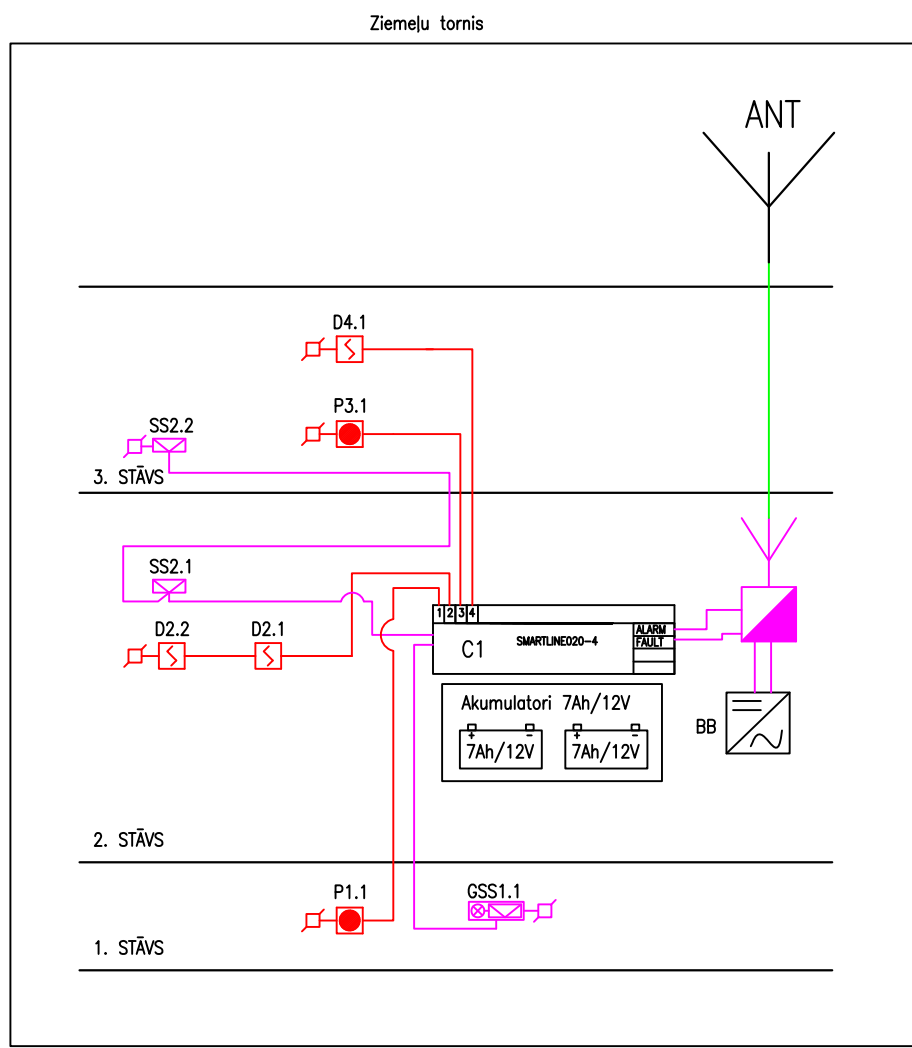 Ziemeļu tornis
ANT
D4.1
P3.1
SS2.2
3. STĀVS
SS2.1
D2.2
D2.1
1 2 3 4
C1
SMARTLINE020-4
ALARM
FAULT
Akumulatori 7Ah/12V
+ -
7Ah/12V
+ -
7Ah/12V
BB
2. STĀVS
P1.1
GSS1.1
1. STĀVS